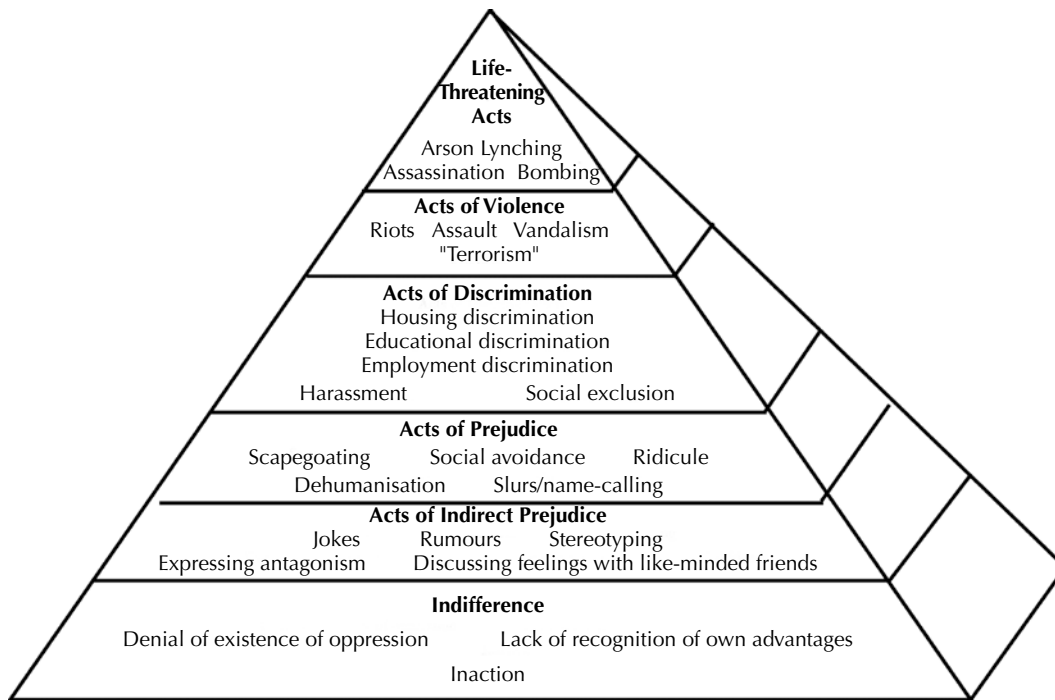 Life-
Threatening
Acts
Arson Lynching
Assassination Bombing
Acts of Violence
Riots Assault Vandalism
"Terrorism"
Acts of Discrimination
Housing discrimination
Educational discrimination
Employment discrimination
Harassment Social exclusion
Acts of Prejudice
Scapegoating Social avoidance Ridicule
Dehumanisation Slurs/name-calling
Acts of Indirect Prejudice
Jokes Rumours Stereotyping
Expressing antagonism Discussing feelings with like-minded friends
Indifference
Denial of existence of oppression Lack of recognition of own advantages
Inaction